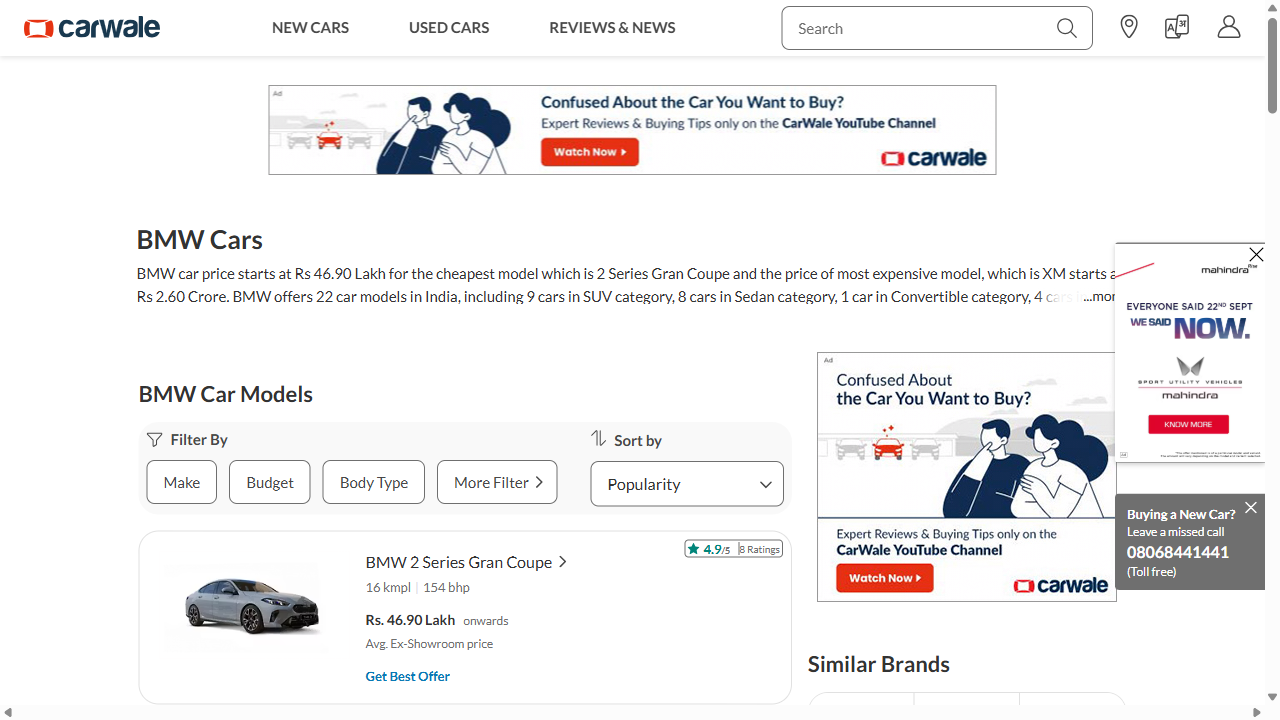 carwale
NEW CARS
USED CARS
REVIEWS & NEWS
Search
Ad
Confused About the Car You Want to Buy?
Expert Reviews & Buying Tips only on the CarWale YouTube Channel
Watch Now
carwale
BMW Cars
BMW car price starts at Rs 46.90 Lakh for the cheapest model which is 2 Series Gran Coupe and the price of most expensive model, which is XM starts a
Rs 2.60 Crore. BMW offers 22 car models in India, including 9 cars in SUV category, 8 cars in Sedan category, 1 car in Convertible category, 4 cars ...mor
mahindra Rise
EVERYONE SAID 22ND SEPT
WE SAID NOW.
SPORT UTILITY VEHICLES
mahindra
KNOW MORE
Ad
BMW Car Models
Filter By
Sort by
Make
Budget
Body Type
More Filter
Popularity
Ad
Confused About
the Car You Want to Buy?
Expert Reviews & Buying Tips only on the
CarWale YouTube Channel
Watch Now
carwale
Buying a New Car?
Leave a missed call
08068441441
(Toll free)
4.9/5
8 Ratings
BMW 2 Series Gran Coupe
16 kmpl
154 bhp
Rs. 46.90 Lakh onwards
Avg. Ex-Showroom price
Get Best Offer
Similar Brands